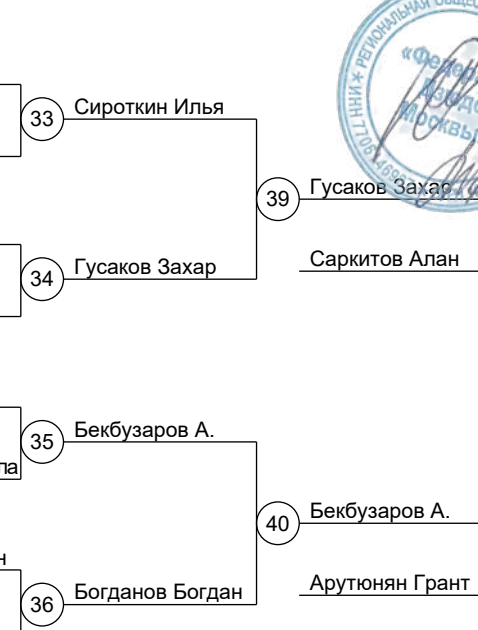 33 Сироткин Илья
39 Гусаков Захар
34 Гусаков Захар
Саркитов Алан
35 Бекбузаров А.
ла
40 Бекбузаров А.
н
36 Богданов Богдан
Арутюнян Грант